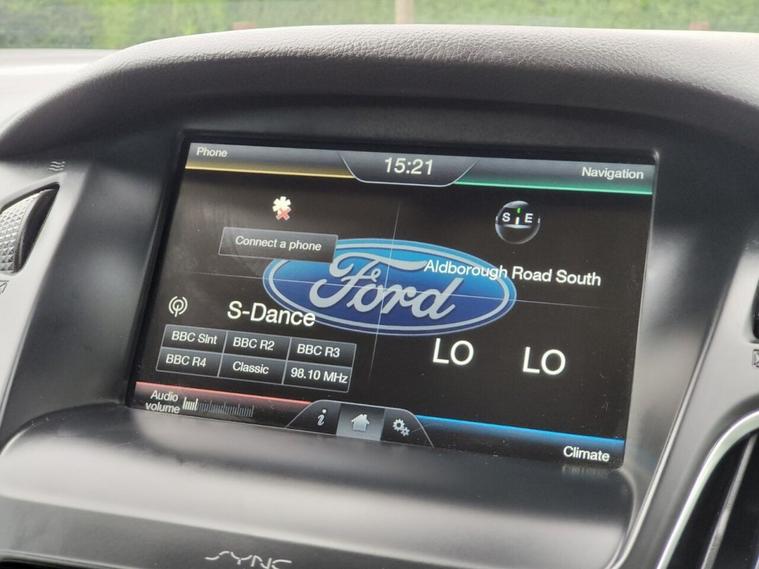 Phone
15:21
Navigation
S E
Connect a phone
Aldborough Road South
Ford
S-Dance
BBC Slnt BBC R2 BBC R3
BBC R4 Classic 98.10 MHz
LO LO
Audio
volume
i
Climate
SYNC